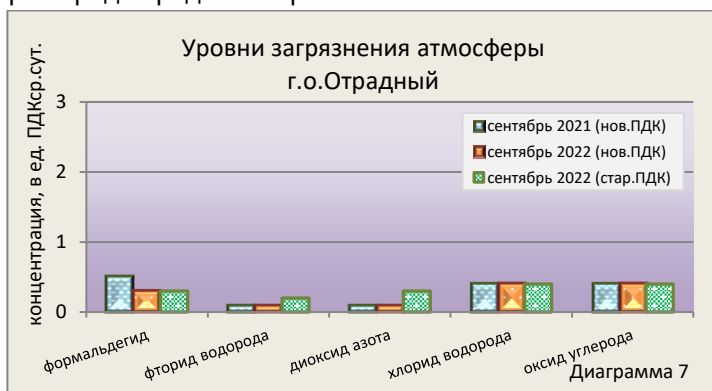 Уровни загрязнения атмосферы
г.о.Отрадный
концентрация, в ед. ПДКср.сут.
3
2
1
0
сентябрь 2021 (нов.ПДК)
сентябрь 2022 (нов.ПДК)
сентябрь 2022 (стар.ПДК)
формальдегид
фторид водорода
диоксид азота
хлорид водорода
оксид углерода
Диаграмма 7